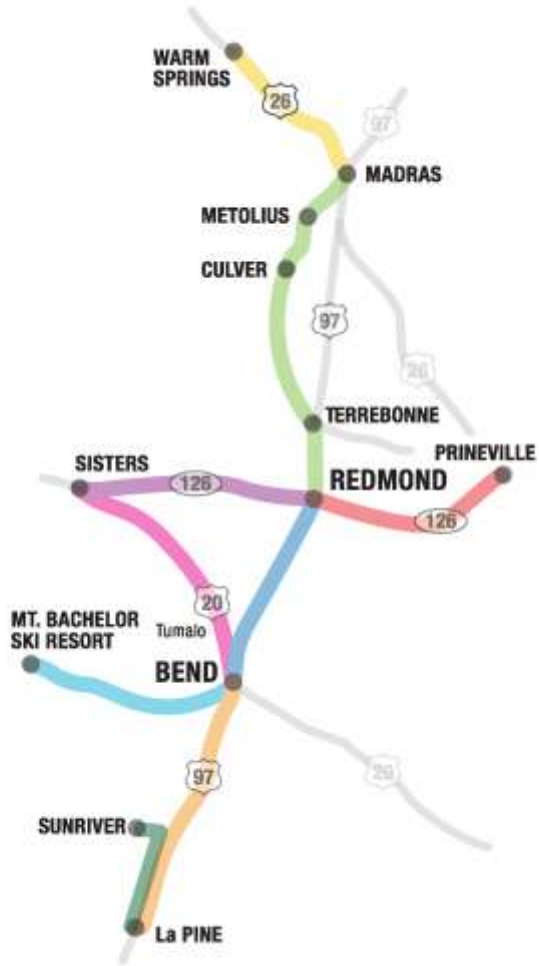 WARM
SPRINGS
26
97
MADRAS
METOLIUS
CULVER
97
26
TERREBONNE
PRINEVILLE
SISTERS
126
REDMOND
126
20
MT. BACHELOR
SKI RESORT
Tumalo
BEND
97
26
SUNRIVER
La PINE